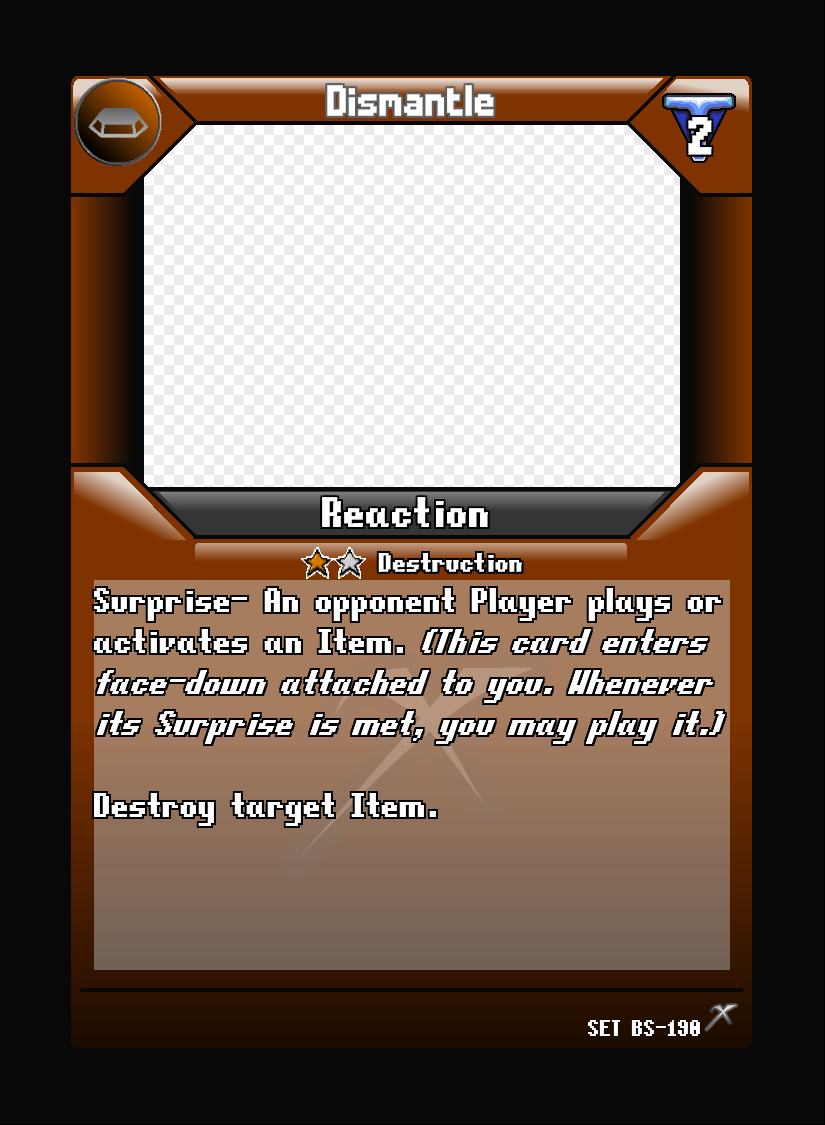 Dismantle
2
Reaction
Destruction
Surprise- An opponent Player plays or
activates an Item. (This card enters
face-down attached to you. Whenever
its Surprise is met, you may play it.)
Destroy target Item.
SET BS-190